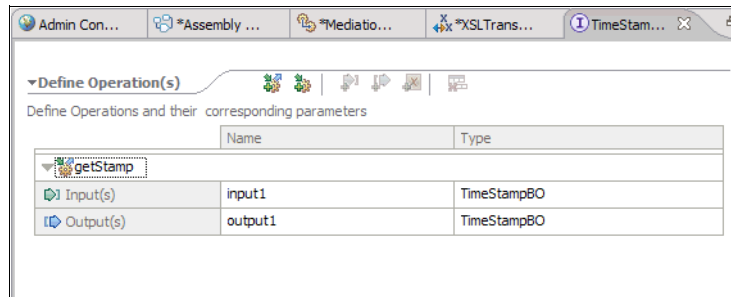 Admin Con... *Assembly ... *Mediatio... *XSLTrans... TimeStam...
Define Operation(s)
Define Operations and their corresponding parameters
Name Type
getStamp
Input(s) input1 TimeStampBO
Output(s) output1 TimeStampBO